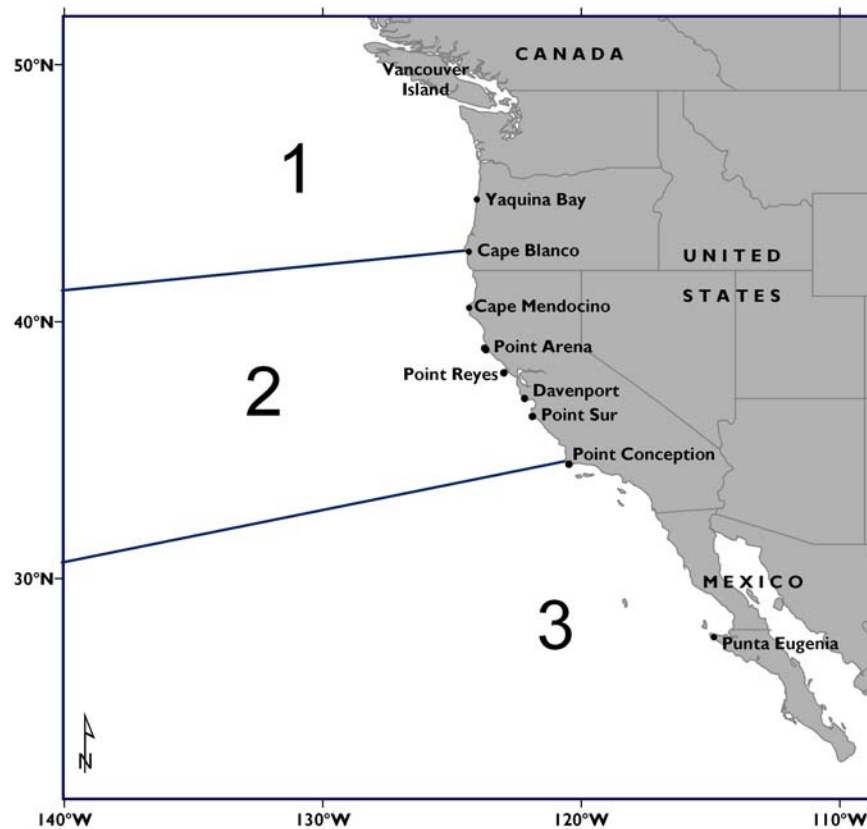 50°N
CANADA
Vancouver
Island
1
Yaquina Bay
Cape Blanco
UNITED
STATES
40°N
Cape Mendocino
Point Arena
Point Reyes
2
Davenport
Point Sur
Point Conception
30°N
MEXICO
3
Punta Eugenia
N
140°W
130°W
120°W
110°W